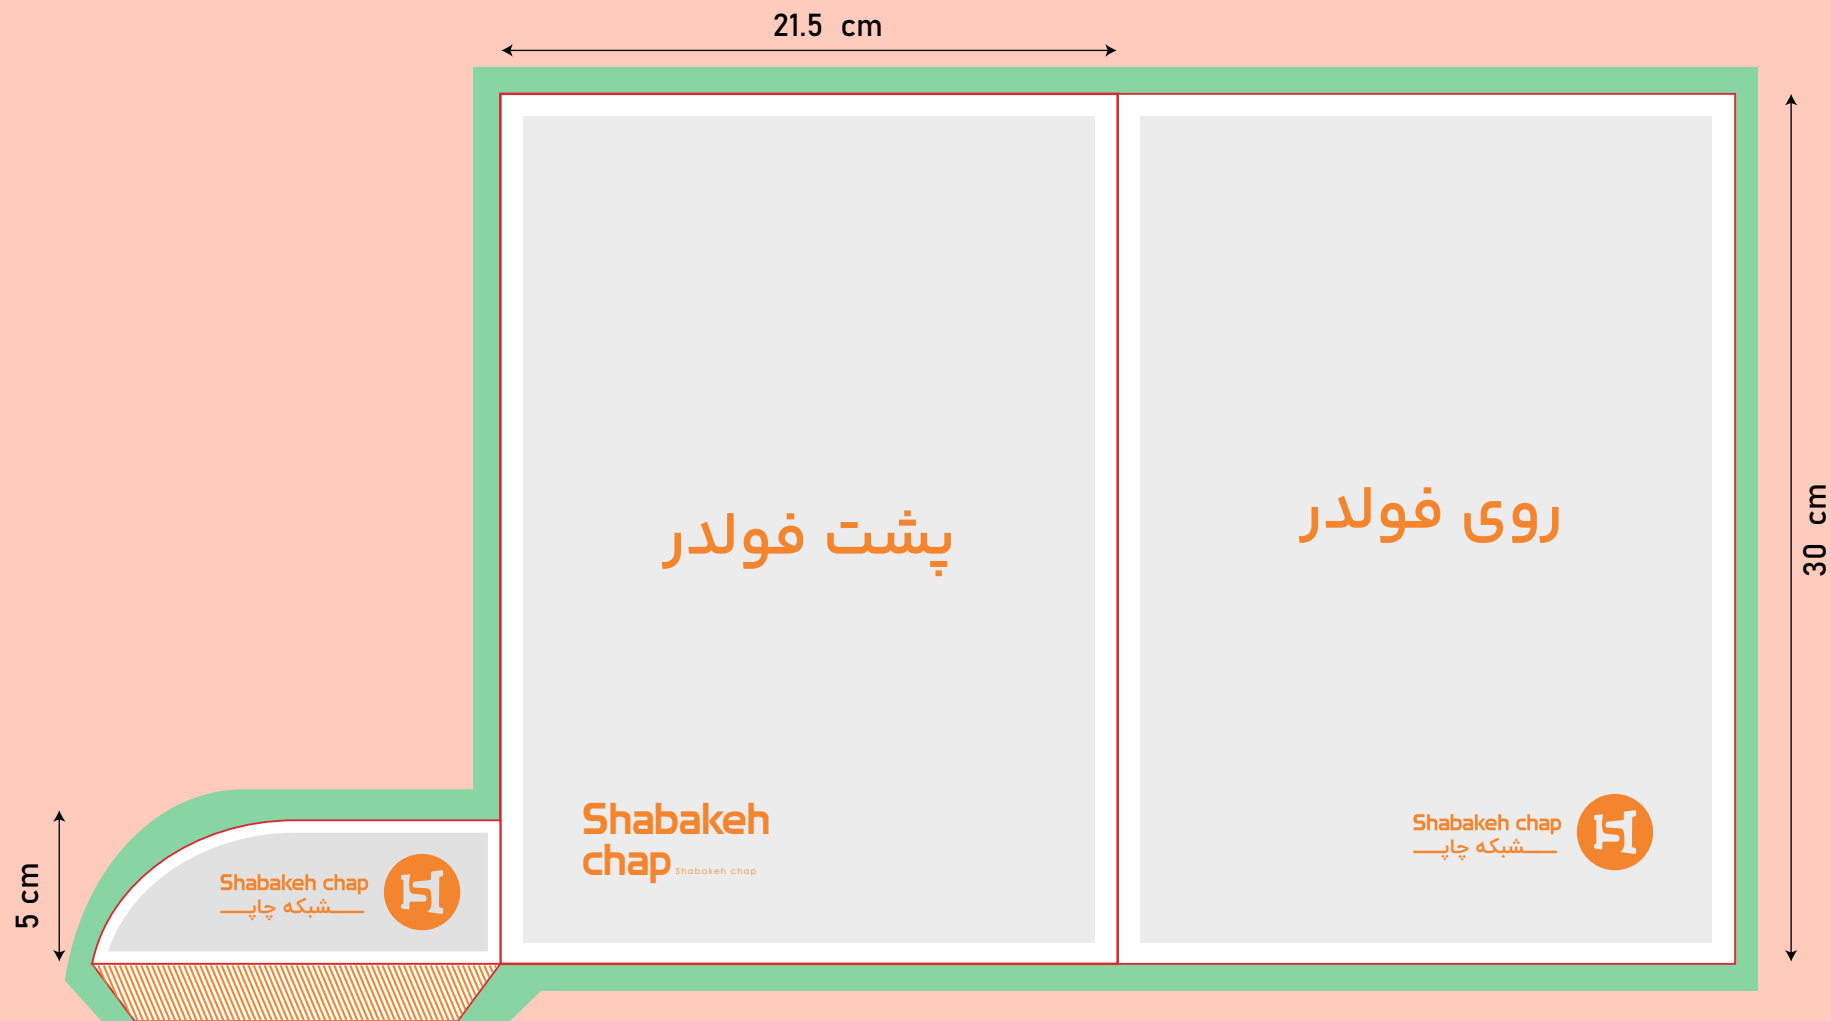 21.5 cm
پشت فولدر
روی فولدر
30 cm
Shabakeh
chap
Shabakeh chap
Shabakeh chap
شبکه چاپ
5 cm
Shabakeh chap
شبکه چاپ